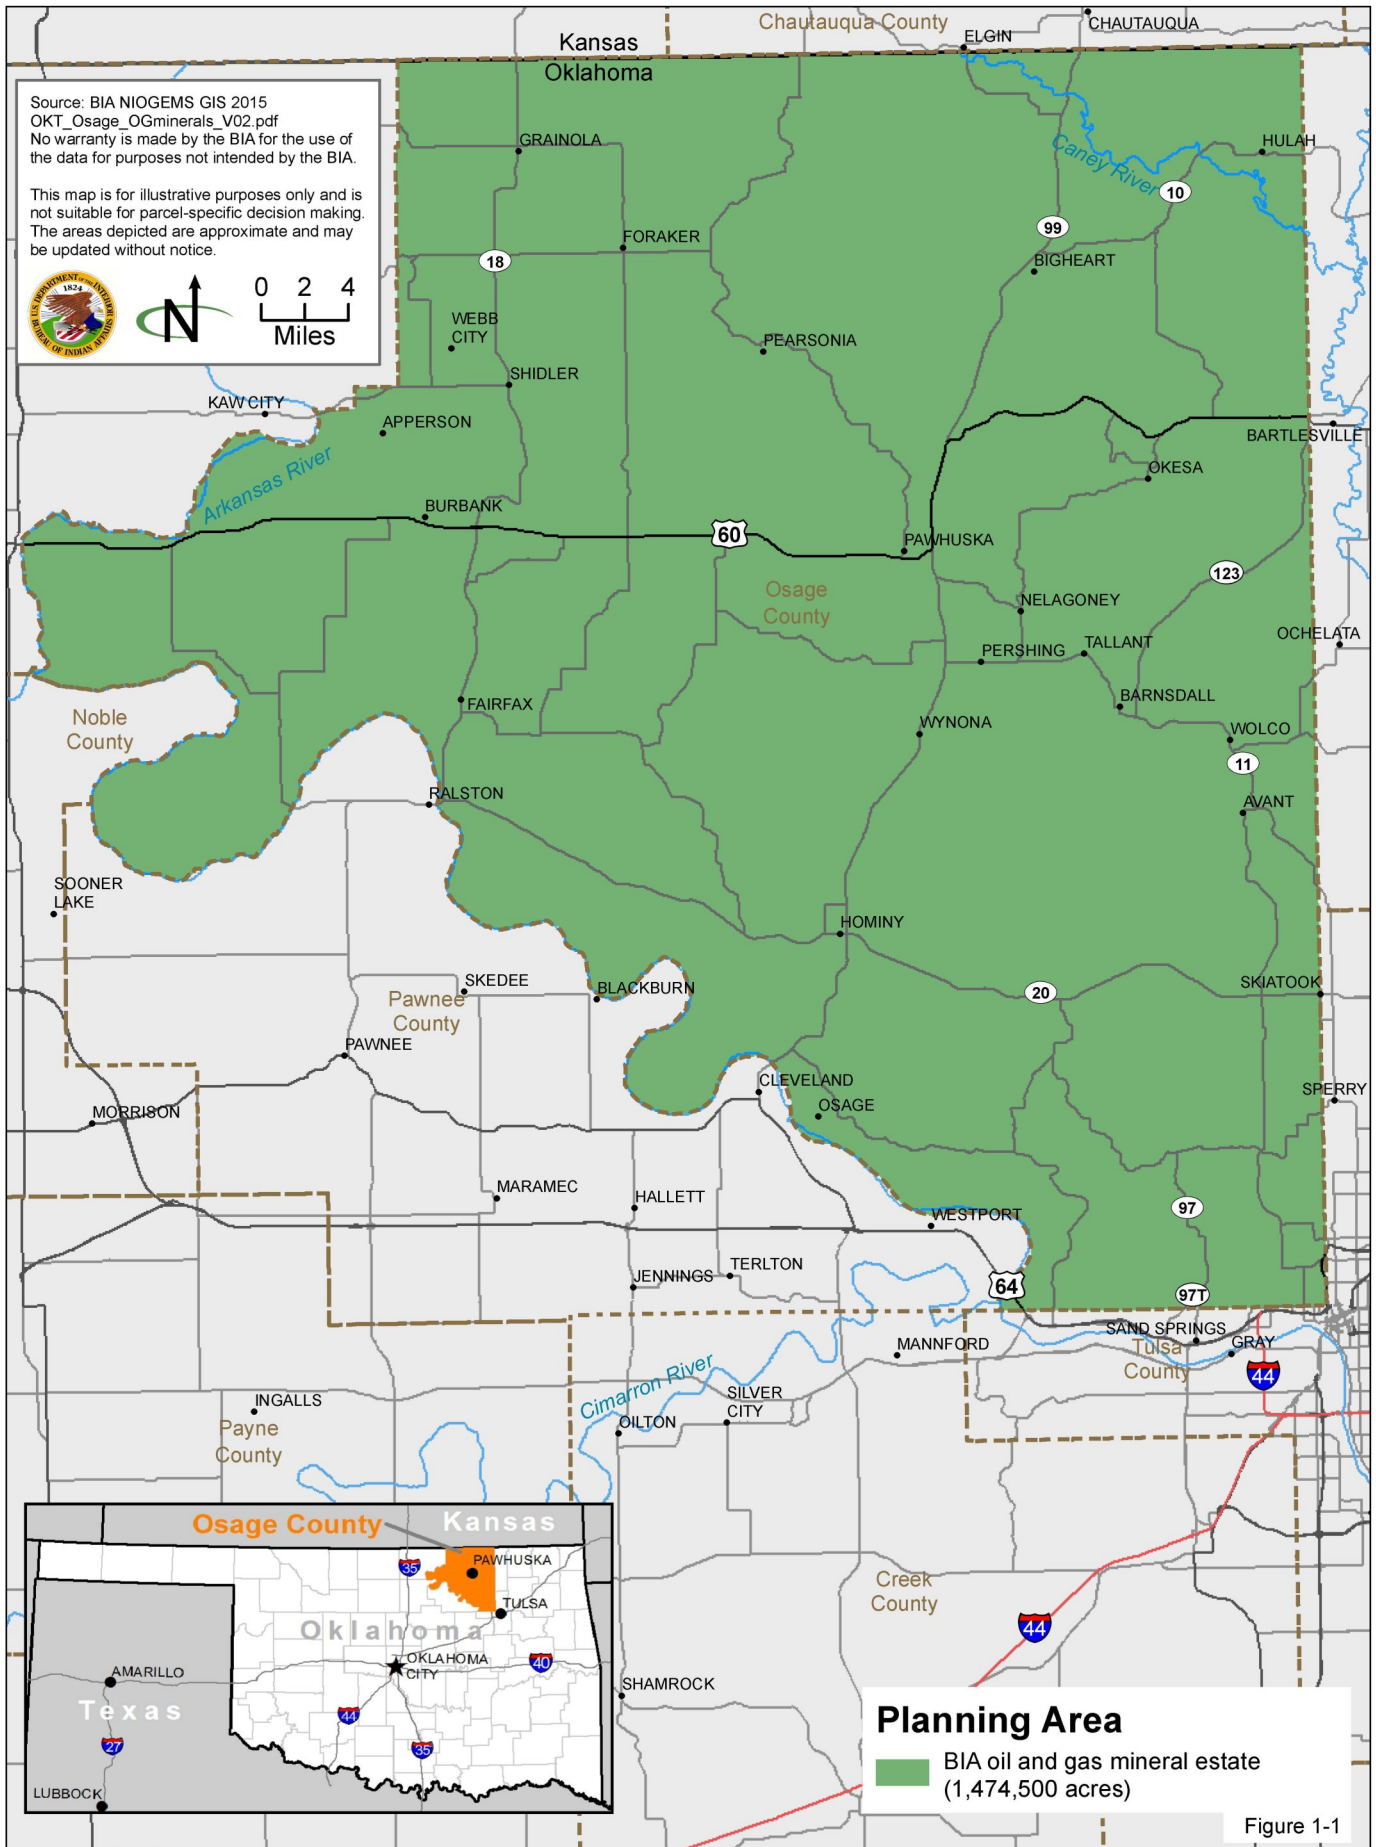 Chautauqua County
CHAUTAUQUA
ELGIN
Kansas
Oklahoma
Source: BIA NIOGEMS GIS 2015
OKT_Osage_OGminerals_V02.pdf
No warranty is made by the BIA for the use of
the data for purposes not intended by the BIA.
This map is for illustrative purposes only and is
not suitable for parcel-specific decision making.
The areas depicted are approximate and may
be updated without notice.
U.S. DEPARTMENT OF THE INTERIOR
1824
BUREAU OF INDIAN AFFAIRS
N
0 2 4
Miles
GRAINOLA
HULAH
Caney River
10
99
FORAKER
18
BIGHEART
WEBB
CITY
PEARSONIA
SHIDLER
KAW CITY
APPERSON
BARTLESVILLE
Arkansas River
OKESA
BURBANK
60
PAWHUSKA
123
Osage
County
NELAGONEY
OCHELATA
PERSHING
TALLANT
BARNSDALL
FAIRFAX
Noble
County
WYNONA
WOLCO
11
RALSTON
AVANT
SOONER
LAKE
HOMINY
SKEDEE
BLACKBURN
20
SKIATOOK
Pawnee
County
PAWNEE
CLEVELAND
SPERRY
OSAGE
MORRISON
MARAMEC
HALLETT
97
WESTPORT
TERLTON
JENNINGS
64
97T
SAND SPRINGS
MANNFORD
GRAY
Tulsa
County
44
Cimarron River
INGALLS
SILVER
CITY
OILTON
Payne
County
Osage County
Kansas
35
PAWHUSKA
TULSA
Oklahoma
OKLAHOMA
CITY
40
AMARILLO
Texas
44
27
35
LUBBOCK
Creek
County
44
SHAMROCK
Planning Area
BIA oil and gas mineral estate
(1,474,500 acres)
Figure 1-1